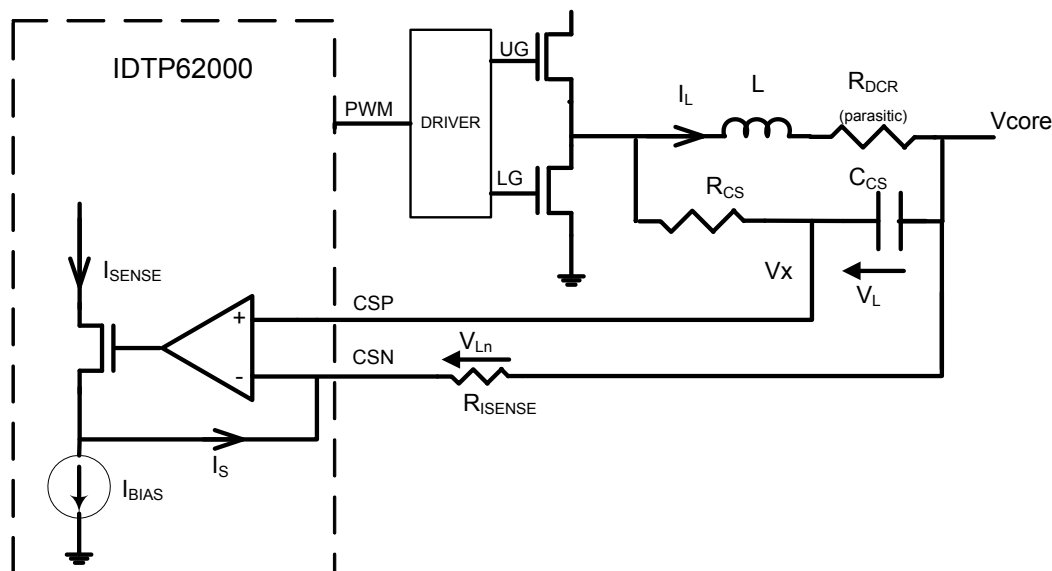 IDTP62000
PWM
DRIVER
UG
LG
I_L
L
R_DCR
(parasitic)
Vcore
R_CS
C_CS
Vx
V_L
I_SENSE
CSP
+
CSN
-
V_Ln
R_ISENSE
I_S
I_BIAS